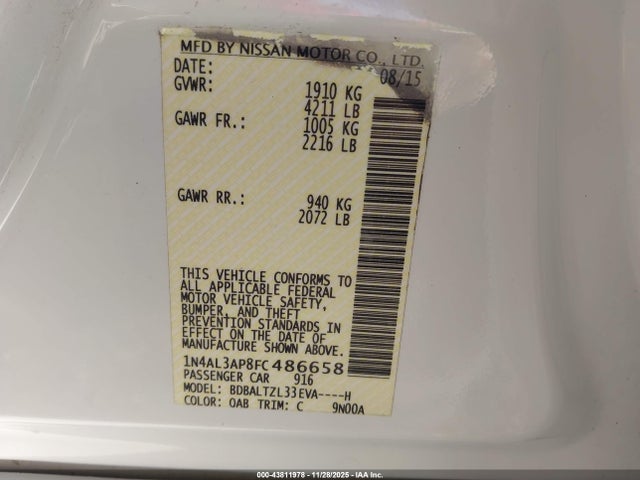 MFD BY NISSAN MOTOR CO., LTD.
DATE: 08/15
GVWR: 1910 KG
4211 LB
GAWR FR.: 1005 KG
2216 LB
GAWR RR.: 940 KG
2072 LB
THIS VEHICLE CONFORMS TO
ALL APPLICABLE FEDERAL
MOTOR VEHICLE SAFETY,
BUMPER, AND THEFT
PREVENTION STANDARDS IN
EFFECT ON THE DATE OF
MANUFACTURE SHOWN ABOVE.
1N4AL3AP8FC486658
PASSENGER CAR 916
MODEL: BDBALTZL33EVA----H
COLOR: QAB TRIM: C 9N00A
000-43811978 | 11/28/2025 | IAA Inc.